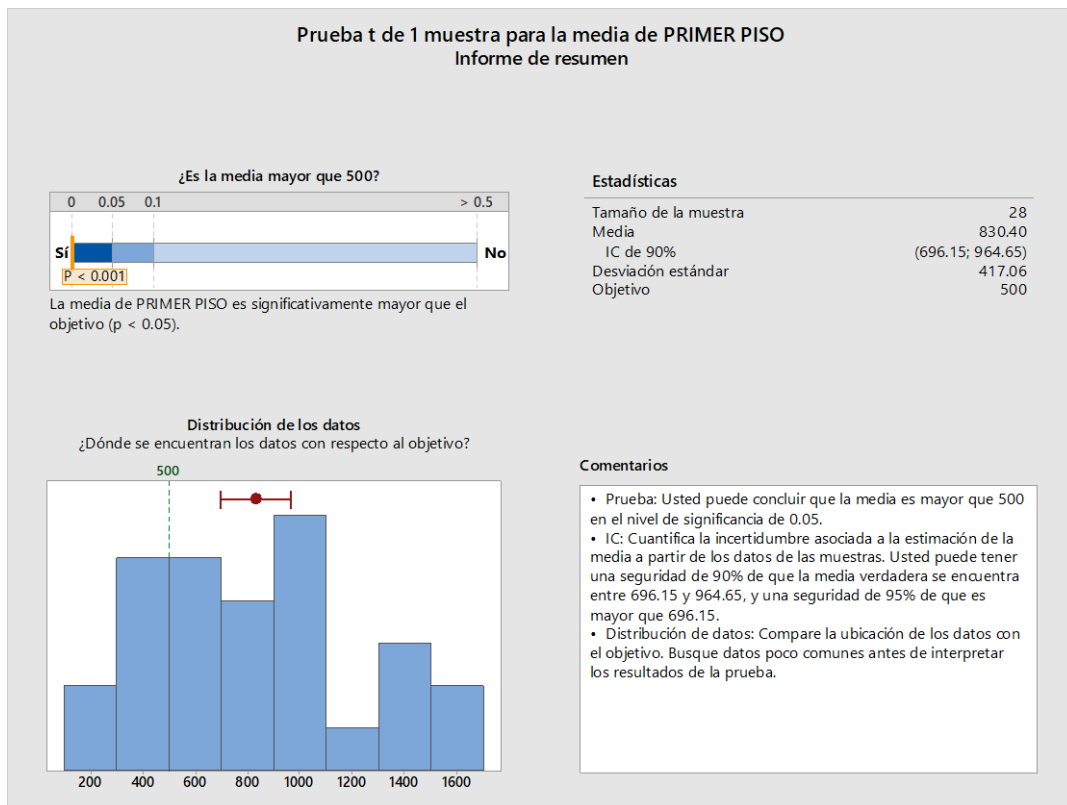 Prueba t de 1 muestra para la media de PRIMER PISO
Informe de resumen
¿Es la media mayor que 500?
0 0.05 0.1 > 0.5
Sí No
P < 0.001
La media de PRIMER PISO es significativamente mayor que el
objetivo (p < 0.05).
Estadísticas
Tamaño de la muestra 28
Media 830.40
IC de 90% (696.15; 964.65)
Desviación estándar 417.06
Objetivo 500
Distribución de los datos
¿Dónde se encuentran los datos con respecto al objetivo?
500
200 400 600 800 1000 1200 1400 1600
Comentarios
• Prueba: Usted puede concluir que la media es mayor que 500
en el nivel de significancia de 0.05.
• IC: Cuantifica la incertidumbre asociada a la estimación de la
media a partir de los datos de las muestras. Usted puede tener
una seguridad de 90% de que la media verdadera se encuentra
entre 696.15 y 964.65, y una seguridad de 95% de que es
mayor que 696.15.
• Distribución de datos: Compare la ubicación de los datos con
el objetivo. Busque datos poco comunes antes de interpretar
los resultados de la prueba.